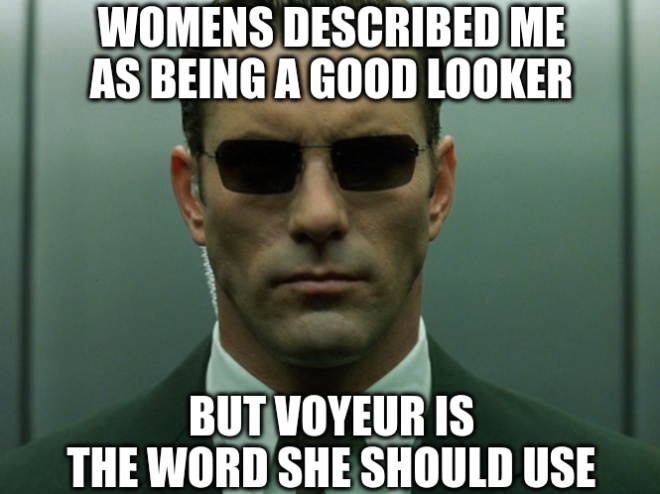 WOMENS DESCRIBED ME
AS BEING A GOOD LOOKER
BUT VOYEUR IS
THE WORD SHE SHOULD USE